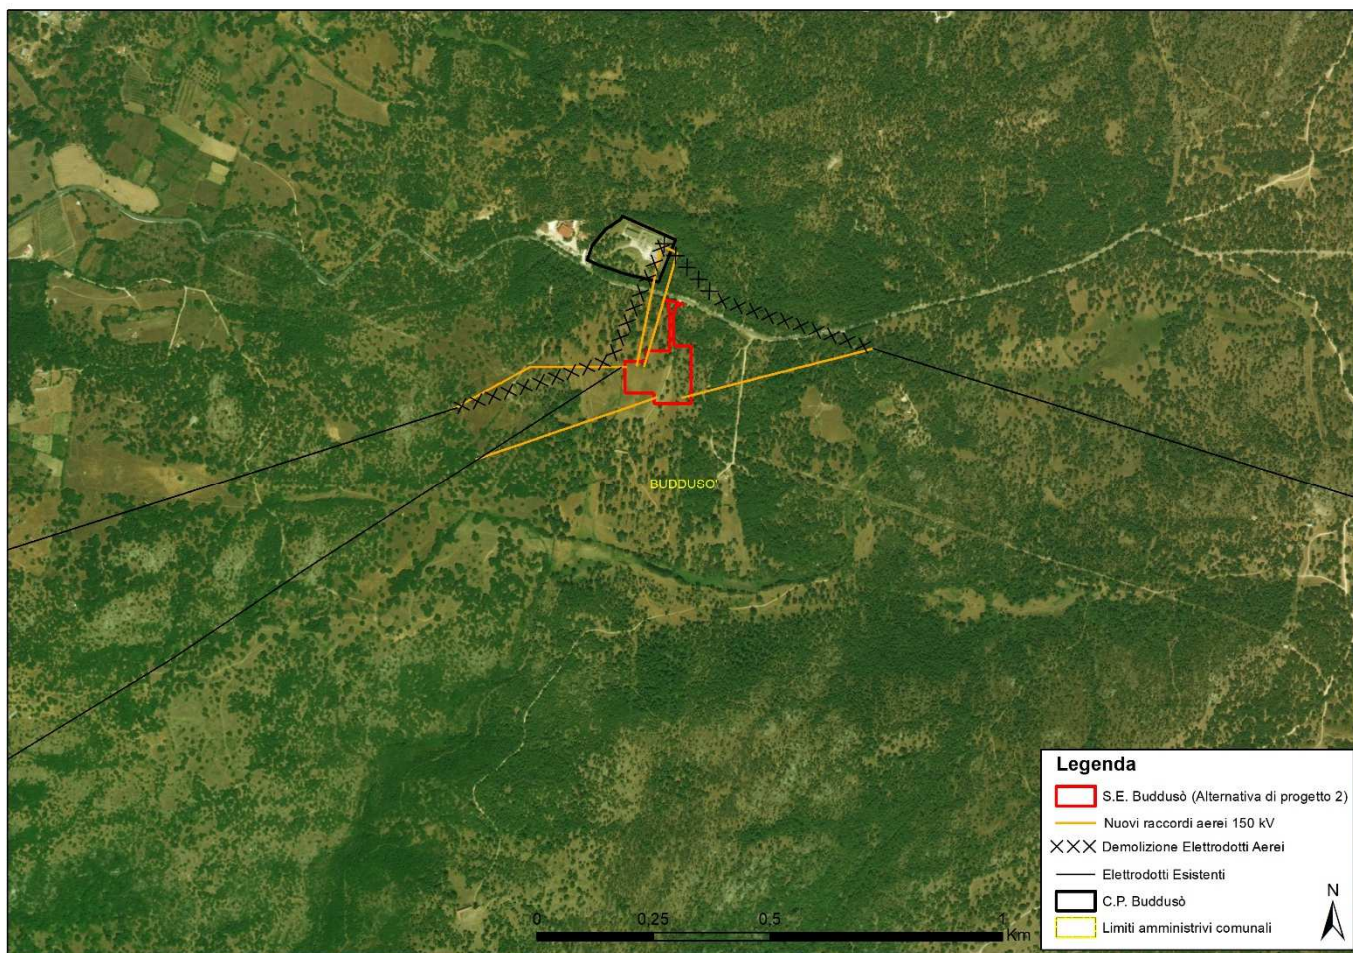 BUDDUSO'
Legenda
S.E. Buddusò (Alternativa di progetto 2)
Nuovi raccordi aerei 150 kV
Demolizione Elettrodotti Aerei
Elettrodotti Esistenti
C.P. Buddusò
Limiti amministrivi comunali
N
0 0,25 0,5 1
Km